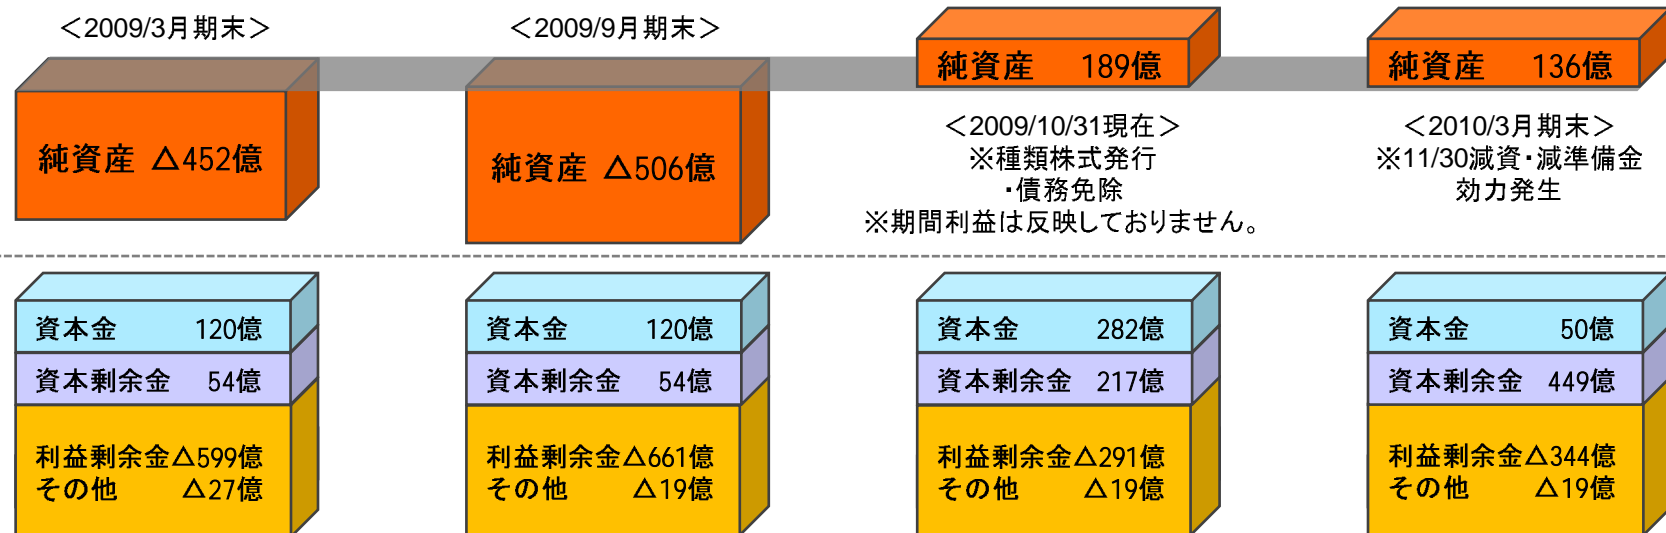 ＜2009/3月期末＞
純資産 △452億
資本金 120億
資本剰余金 54億
利益剰余金△599億
その他 △27億
＜2009/9月期末＞
純資産 △506億
資本金 120億
資本剰余金 54億
利益剰余金△661億
その他 △19億
純資産 189億
＜2009/10/31現在＞
※種類株式発行
・債務免除
※期間利益は反映しておりません。
資本金 282億
資本剰余金 217億
利益剰余金△291億
その他 △19億
純資産 136億
＜2010/3月期末＞
※11/30減資・減準備金
効力発生
資本金 50億
資本剰余金 449億
利益剰余金△344億
その他 △19億